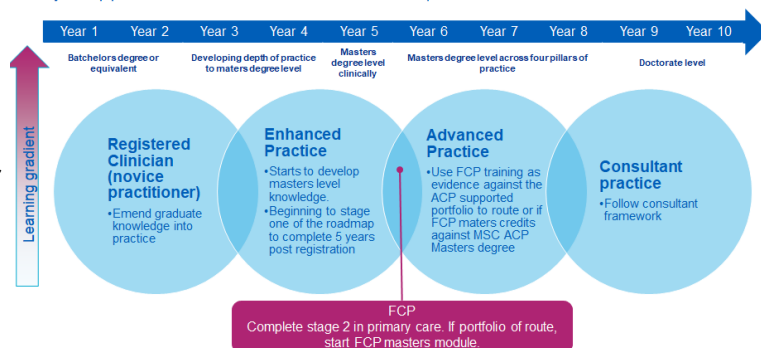 Year 1 Year 2 Year 3 Year 4 Year 5 Year 6 Year 7 Year 8 Year 9 Year 10
Batchelors degree or
equivalent
Developing depth of practice
to maters degree level
Masters
degree level
clinically
Masters degree level across four pillars of
practice
Doctorate level
Learning gradient
Registered
Clinician
(novice
practitioner)
•Emend graduate
knowledge into
practice
Enhanced
Practice
•Starts to develop
masters level
knowledge.
•Beginning to stage
one of the roadmap
to complete 5 years
post registration
Advanced
Practice
•Use FCP training as
evidence against the
ACP supported
portfolio to route or if
FCP maters credits
against MSC ACP
Masters degree
Consultant
practice
•Follow consultant
framework
FCP
Complete stage 2 in primary care. If portfolio of route,
start FCP masters module.